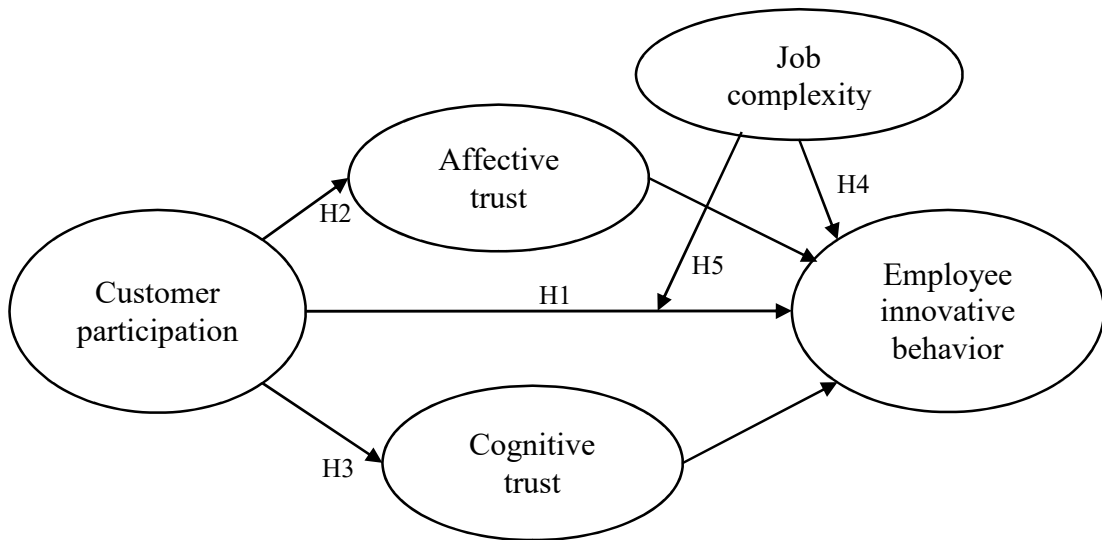 Job
complexity
Affective
trust
H4
H2
H5
Customer
participation
H1
Employee
innovative
behavior
Cognitive
trust
H3